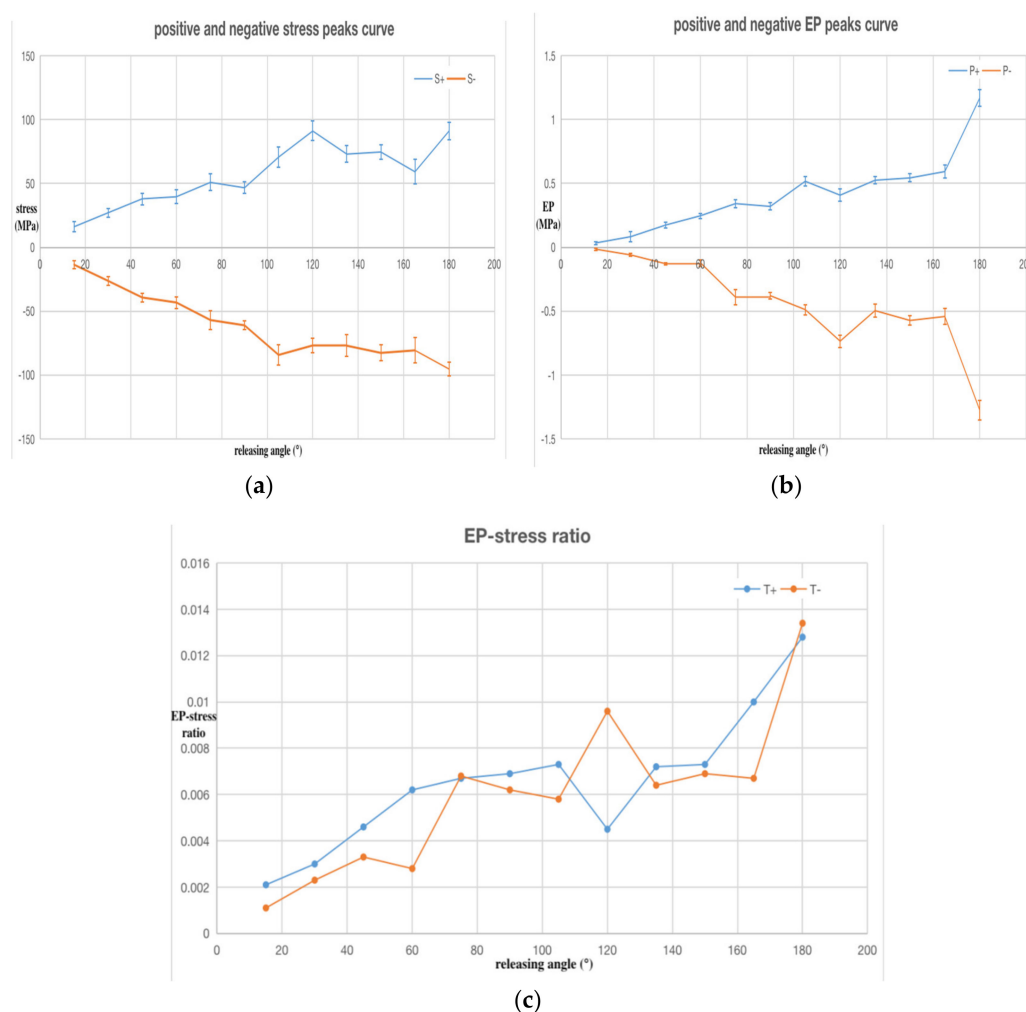 positive and negative stress peaks curve
150
S+ S-
100
50
stress
(MPa)
0
0 20 40 60 80 100 120 140 160 180 200
-50
-100
-150
releasing angle (°)
(a)
positive and negative EP peaks curve
1.5
P+ P-
1
0.5
EP
(MPa)
0
0 20 40 60 80 100 120 140 160 180 200
-0.5
-1
-1.5
releasing angle (°)
(b)
EP-stress ratio
0.016
T+ T-
0.014
0.012
0.01
EP-stress
ratio
0.008
0.006
0.004
0.002
0
0 20 40 60 80 100 120 140 160 180 200
releasing angle (°)
(c)